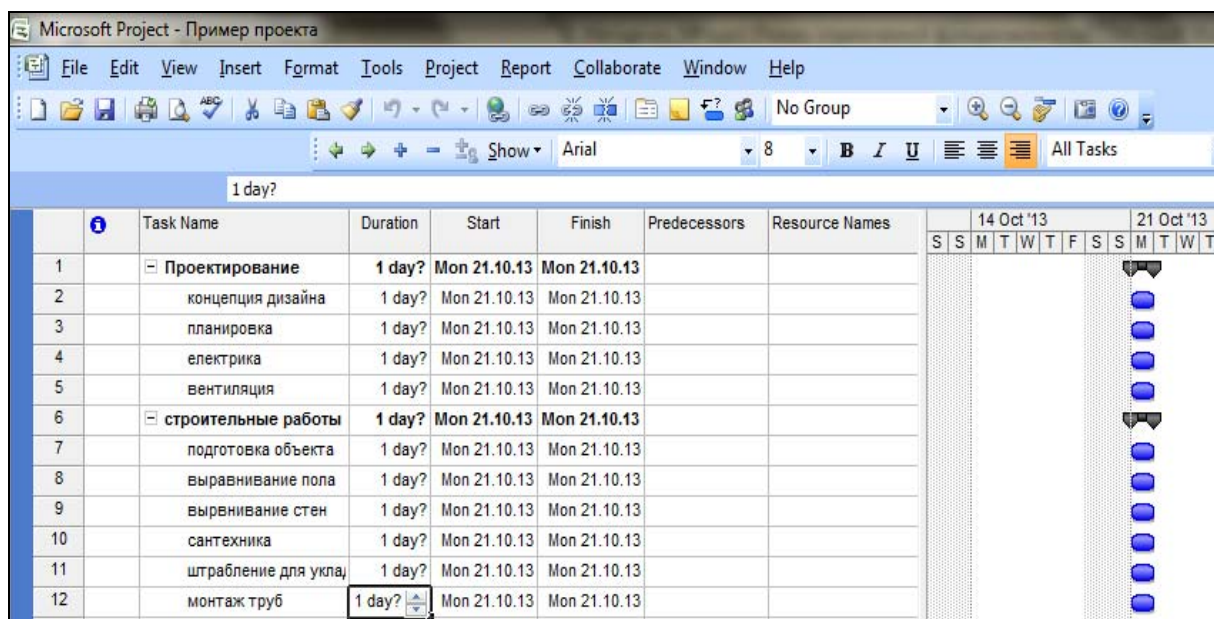 Microsoft Project - Пример проекта
File Edit View Insert Format Tools Project Report Collaborate Window Help
ABC No Group
Show Arial 8 B I U All Tasks
1 day?
Task Name Duration Start Finish Predecessors Resource Names 14 Oct '13 21 Oct '13
S S M T W T F S S M T W T
1 Проектирование 1 day? Mon 21.10.13 Mon 21.10.13
2 концепция дизайна 1 day? Mon 21.10.13 Mon 21.10.13
3 планировка 1 day? Mon 21.10.13 Mon 21.10.13
4 електрика 1 day? Mon 21.10.13 Mon 21.10.13
5 вентиляция 1 day? Mon 21.10.13 Mon 21.10.13
6 строительные работы 1 day? Mon 21.10.13 Mon 21.10.13
7 подготовка объекта 1 day? Mon 21.10.13 Mon 21.10.13
8 выравнивание пола 1 day? Mon 21.10.13 Mon 21.10.13
9 вырвнивание стен 1 day? Mon 21.10.13 Mon 21.10.13
10 сантехника 1 day? Mon 21.10.13 Mon 21.10.13
11 штрабление для укла 1 day? Mon 21.10.13 Mon 21.10.13
12 монтаж труб 1 day? Mon 21.10.13 Mon 21.10.13